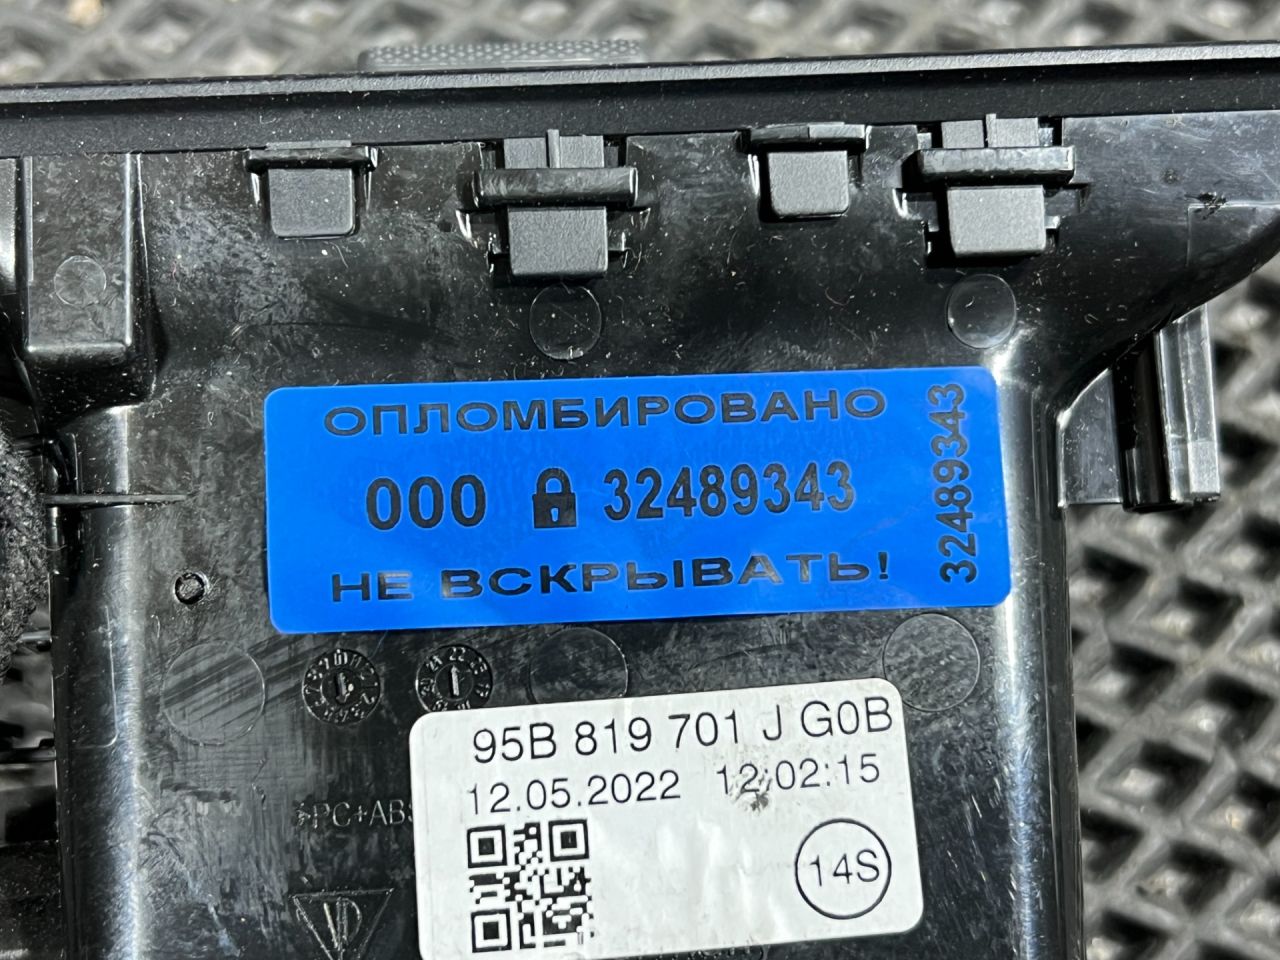 ОПЛОМБИРОВАНО
000 32489343
НЕ ВСКРЫВАТЬ!
32489343
95B 819 701 J G0B
12.05.2022 12:02:15
>PC+ABS
14S